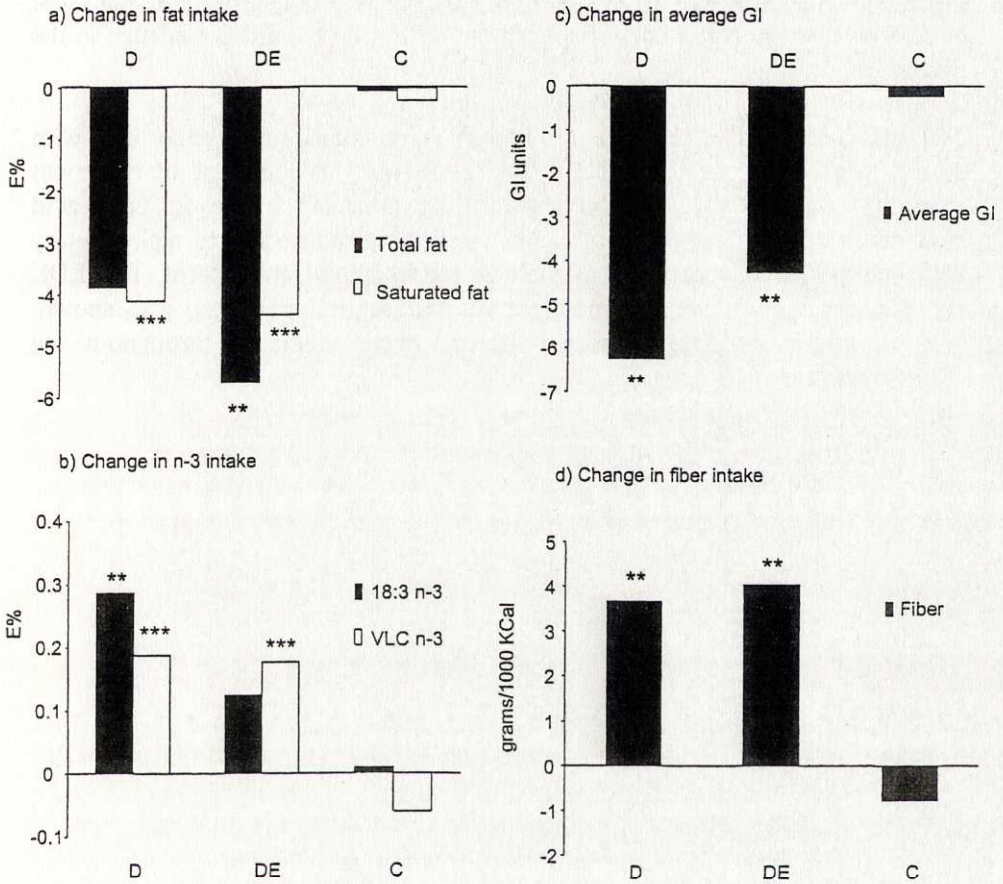 a) Change in fat intake
D DE C
0
-1
-2
-3
-4
-5
-6
E%
Total fat
Saturated fat
***
***
**
c) Change in average GI
D DE C
0
-1
-2
-3
-4
-5
-6
-7
GI units
Average GI
**
**
b) Change in n-3 intake
0.4
0.3
0.2
0.1
0
-0.1
E%
18:3 n-3
VLC n-3
**
***
***
D DE C
d) Change in fiber intake
5
4
3
2
1
0
-1
-2
grams/1000 KCal
Fiber
**
**
D DE C